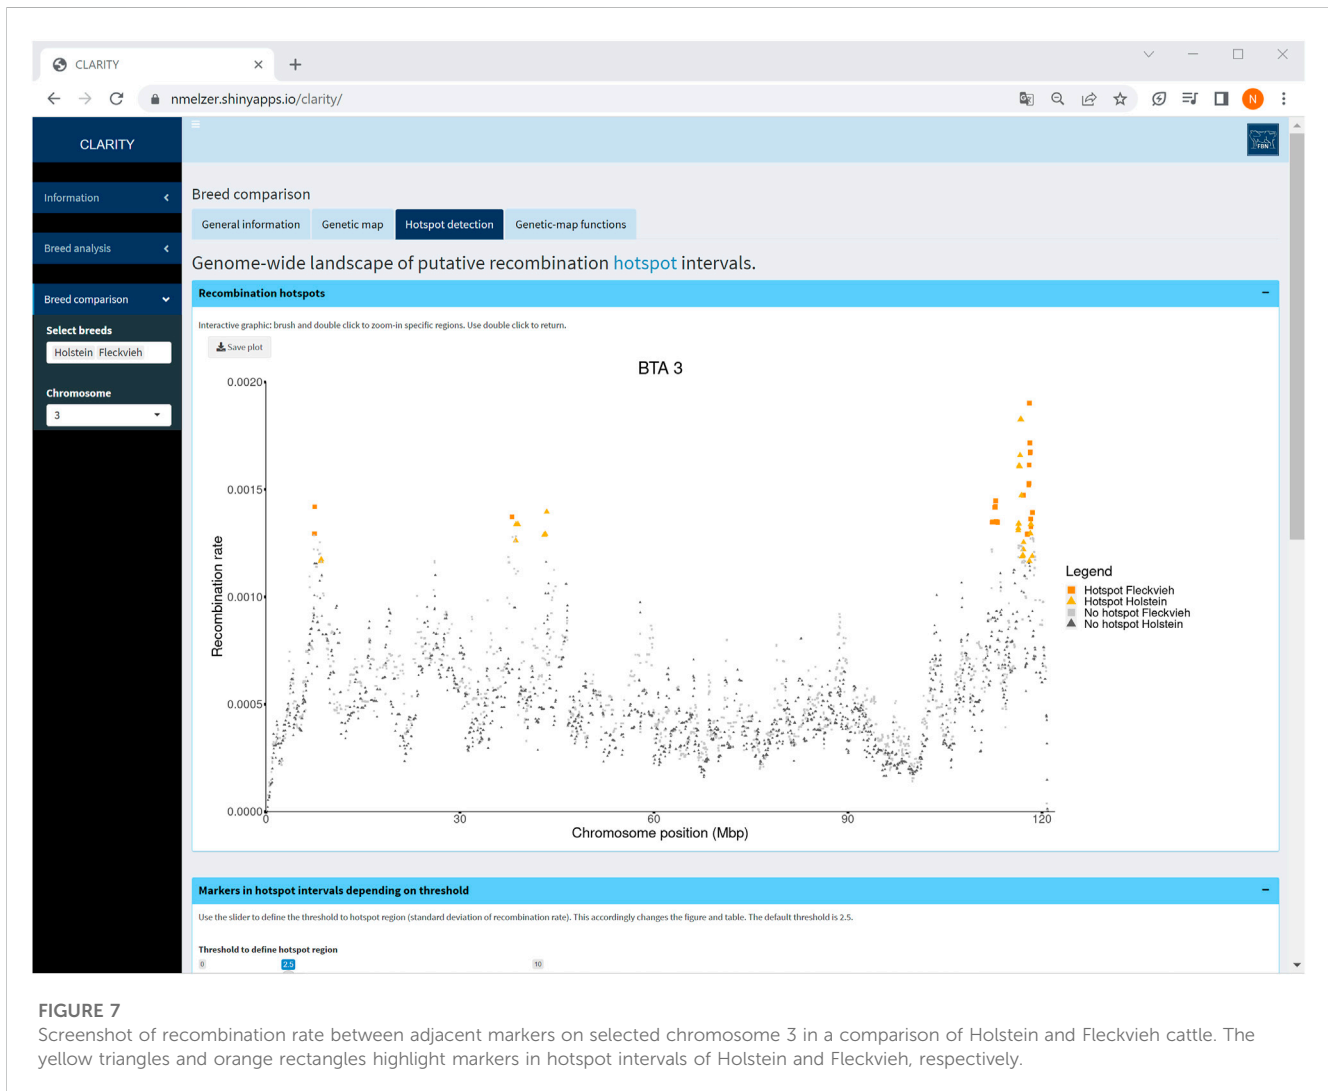 CLARITY
nmelzer.shinyapps.io/clarity/
N
CLARITY
FBN
Information
Breed analysis
Breed comparison
Select breeds
Holstein Fleckvieh
Chromosome
3
Breed comparison
General information Genetic map Hotspot detection Genetic-map functions
Genome-wide landscape of putative recombination hotspot intervals.
Recombination hotspots
Interactive graphic: brush and double click to zoom-in specific regions. Use double click to return.
Save plot
BTA 3
0.0020
0.0015
0.0010
0.0005
0.0000
Recombination rate
0 30 60 90 120
Chromosome position (Mbp)
Legend
Hotspot Fleckvieh
Hotspot Holstein
No hotspot Fleckvieh
No hotspot Holstein
Markers in hotspot intervals depending on threshold
Use the slider to define the threshold to hotspot region (standard deviation of recombination rate). This accordingly changes the figure and table. The default threshold is 2.5.
Threshold to define hotspot region
0 2.5 10
FIGURE 7
Screenshot of recombination rate between adjacent markers on selected chromosome 3 in a comparison of Holstein and Fleckvieh cattle. The
yellow triangles and orange rectangles highlight markers in hotspot intervals of Holstein and Fleckvieh, respectively.